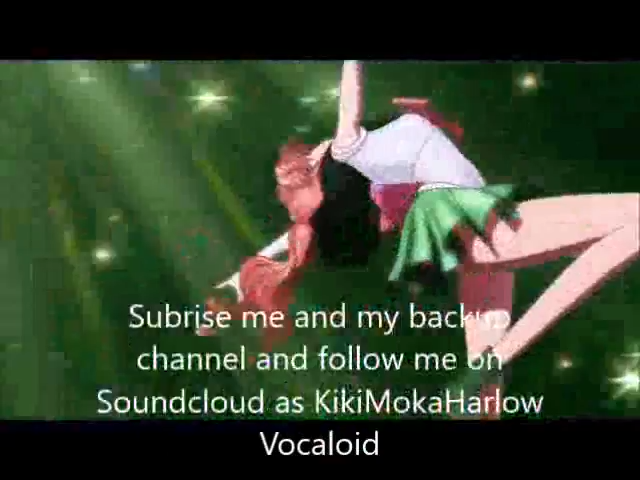 Subrise me and my backup
channel and follow me on
Soundcloud as KikiMokaHarlow
Vocaloid